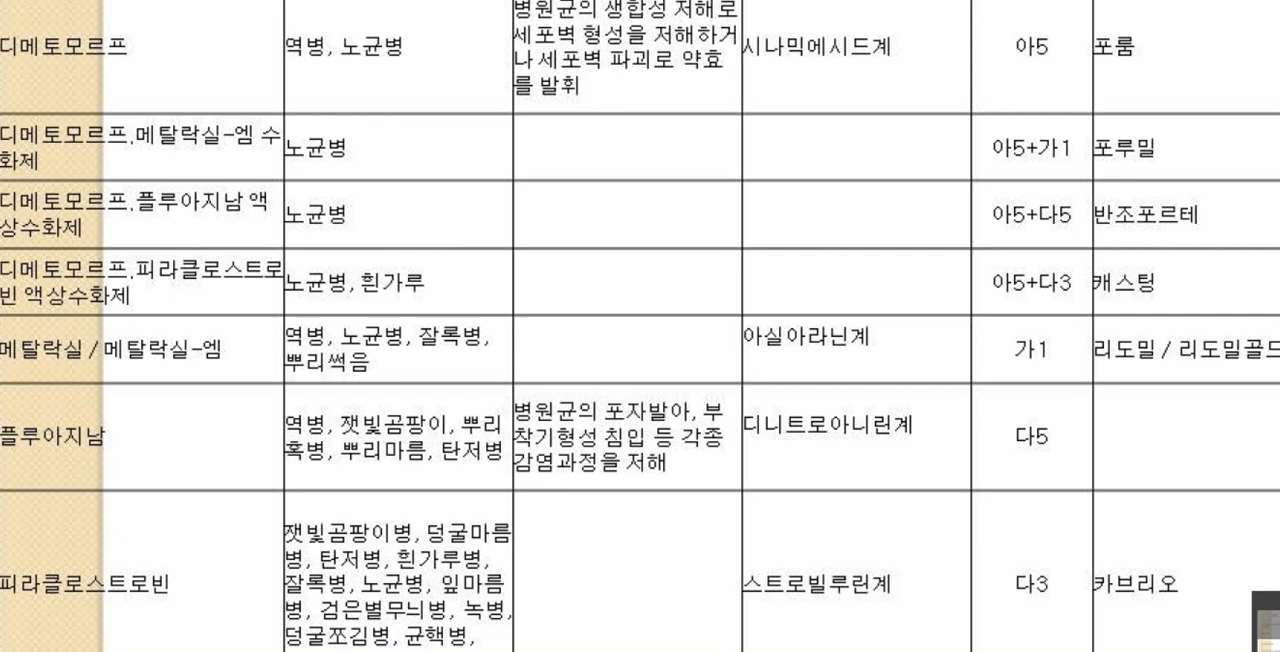 병원균의 생합성 저해로
세포벽 형성을 저해하거
나 세포벽 파괴로 약효
를 발휘
디메토모르프
역병, 노균병
시나믹에시드계
아5
포룸
디메토모르프.메탈락실-엠 수
화제
노균병
아5+가1
포루밀
디메토모르프.플루아지남 액
상수화제
노균병
아5+다5
반조포르테
디메토모르프.피라클로스트로
빈 액상수화제
노균병, 흰가루
아5+다3
캐스팅
메탈락실 / 메탈락실-엠
역병, 노균병, 잘록병,
뿌리썩음
아실아라닌계
가1
리도밀 / 리도밀골드
플루아지남
역병, 잿빛곰팡이, 뿌리
혹병, 뿌리마름, 탄저병
병원균의 포자발아, 부
착기형성 침입 등 각종
감염과정을 저해
디니트로아니린계
다5
피라클로스트로빈
잿빛곰팡이병, 덩굴마름
병, 탄저병, 흰가루병,
잘록병, 노균병, 잎마름
병, 검은별무늬병, 녹병,
덩굴쪼김병, 균핵병,
스트로빌루린계
다3
카브리오